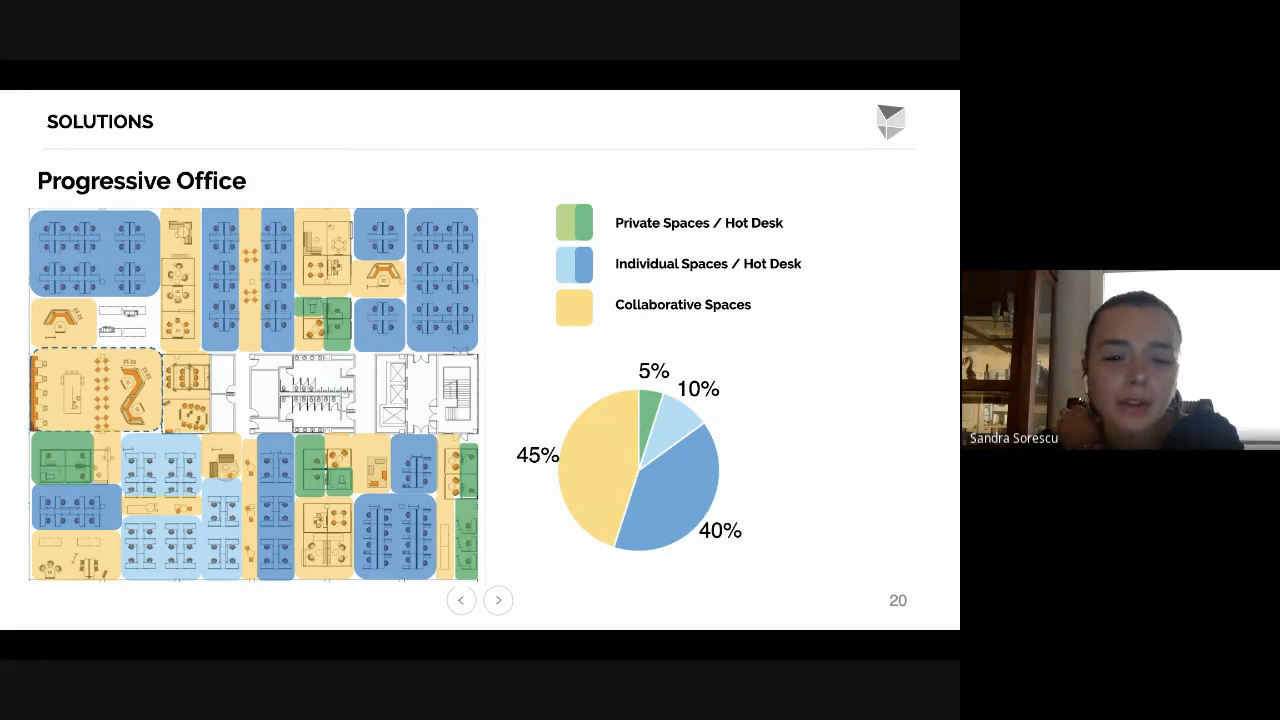 SOLUTIONS
Progressive Office
Private Spaces / Hot Desk
Individual Spaces / Hot Desk
Collaborative Spaces
5%
10%
45%
40%
20
Sandra Sorescu